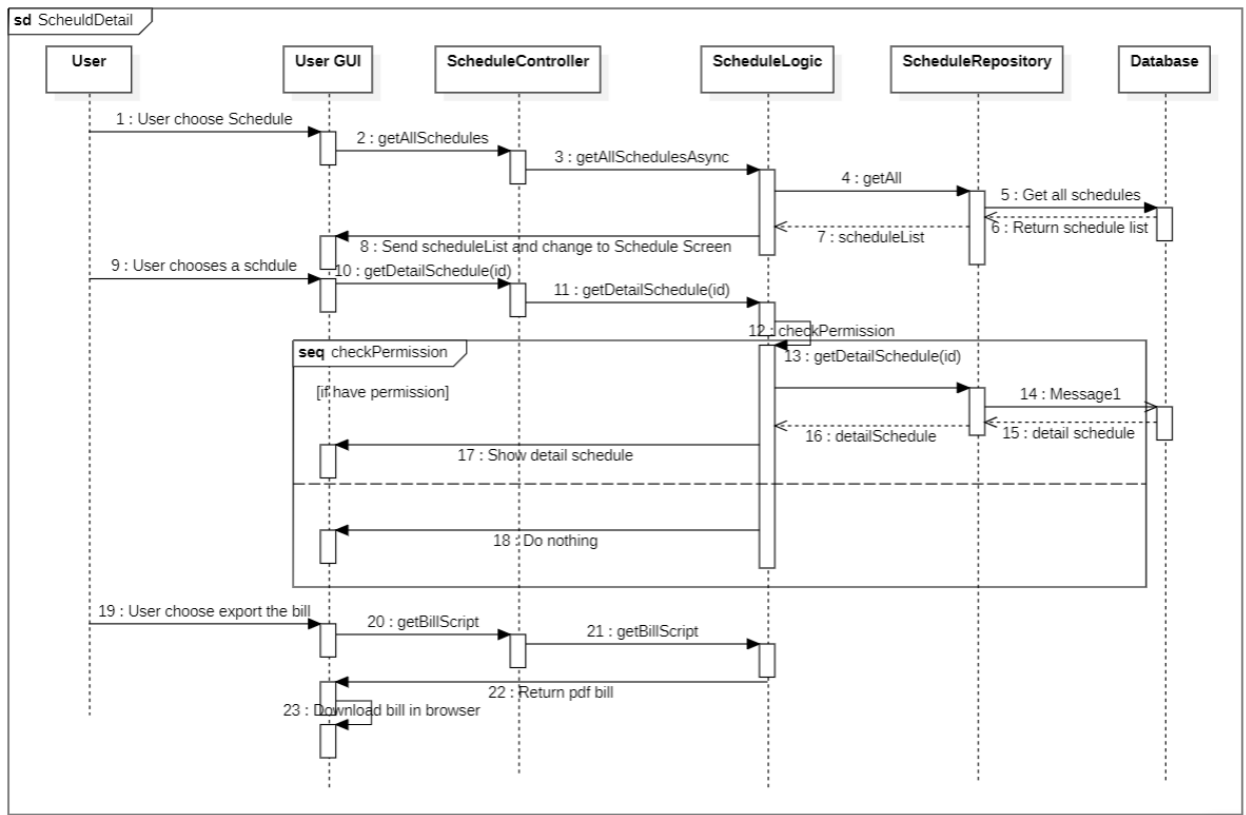 sd ScheuldDetail
User
User GUI
ScheduleController
ScheduleLogic
ScheduleRepository
Database
1 : User choose Schedule
2 : getAllSchedules
3 : getAllSchedulesAsync
4 : getAll
5 : Get all schedules
6 : Return schedule list
7 : scheduleList
8 : Send scheduleList and change to Schedule Screen
9 : User chooses a schdule
10 : getDetailSchedule(id)
11 : getDetailSchedule(id)
12 : checkPermission
seq checkPermission
13 : getDetailSchedule(id)
[if have permission]
14 : Message1
15 : detail schedule
16 : detailSchedule
17 : Show detail schedule
18 : Do nothing
19 : User choose export the bill
20 : getBillScript
21 : getBillScript
22 : Return pdf bill
23 : Download bill in browser